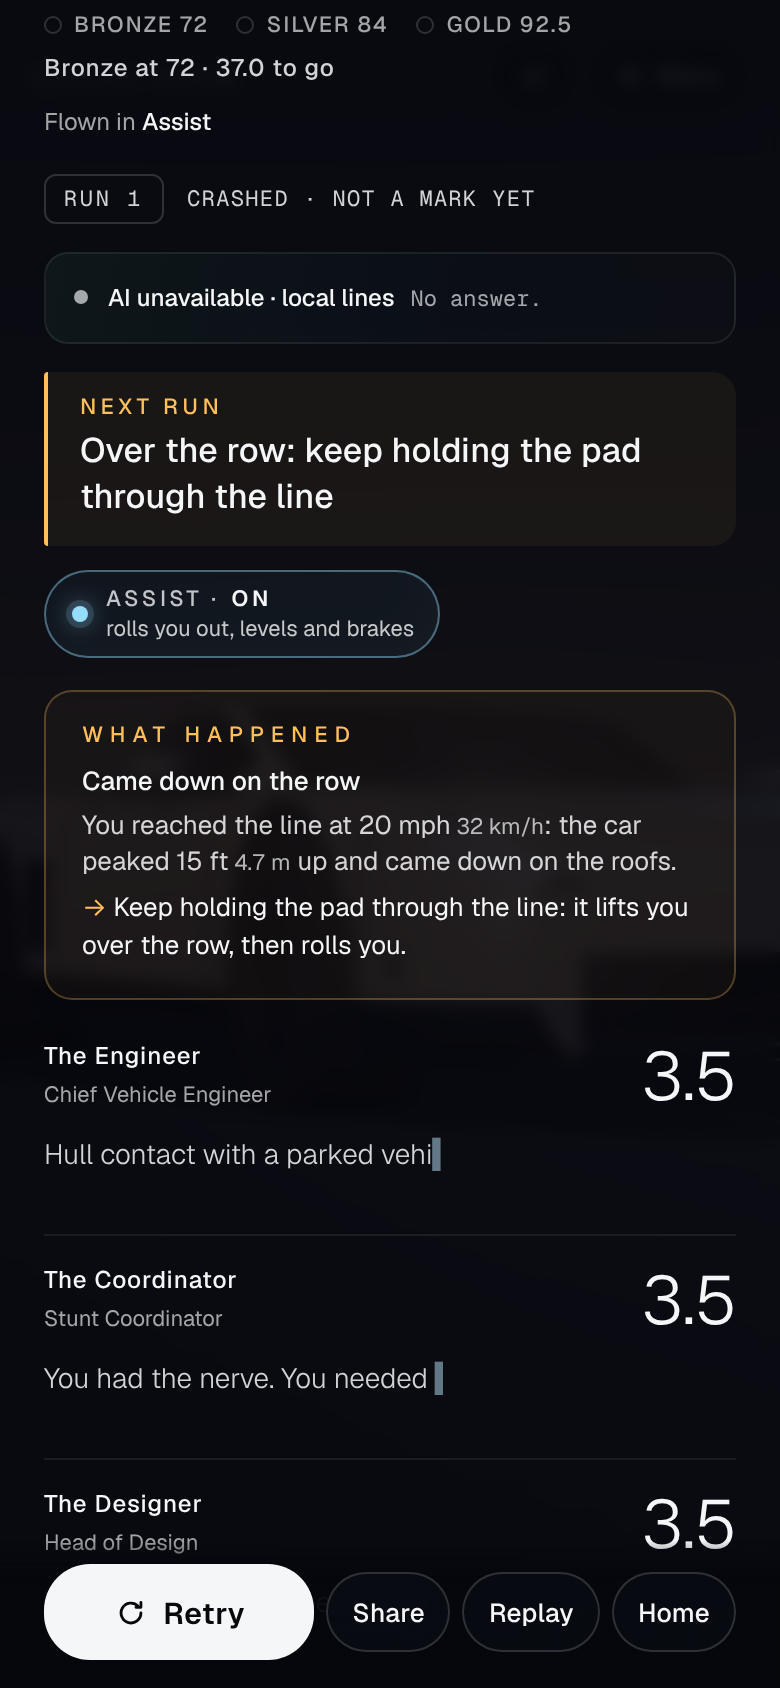 BRONZE 72 SILVER 84 GOLD 92.5
Bronze at 72 · 37.0 to go
Flown in Assist
RUN 1 CRASHED · NOT A MARK YET
AI unavailable · local lines No answer.
NEXT RUN
Over the row: keep holding the pad
through the line
ASSIST · ON
rolls you out, levels and brakes
WHAT HAPPENED
Came down on the row
You reached the line at 20 mph 32 km/h: the car
peaked 15 ft 4.7 m up and came down on the roofs.
→ Keep holding the pad through the line: it lifts you
over the row, then rolls you.
The Engineer 3.5
Chief Vehicle Engineer
Hull contact with a parked vehi
The Coordinator 3.5
Stunt Coordinator
You had the nerve. You needed
The Designer 3.5
Head of Design
Retry Share Replay Home